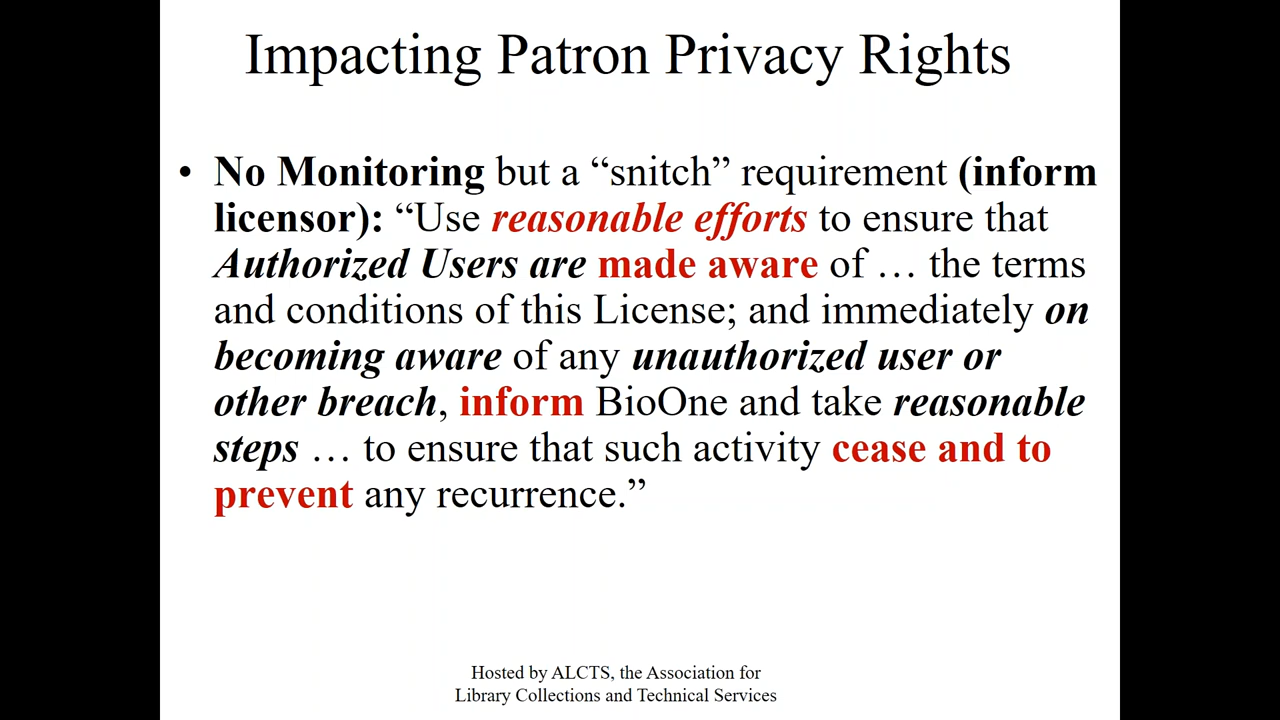 Impacting Patron Privacy Rights
• No Monitoring but a “snitch” requirement (inform
licensor): “Use reasonable efforts to ensure that
Authorized Users are made aware of … the terms
and conditions of this License; and immediately on
becoming aware of any unauthorized user or
other breach, inform BioOne and take reasonable
steps … to ensure that such activity cease and to
prevent any recurrence.”
Hosted by ALCTS, the Association for
Library Collections and Technical Services